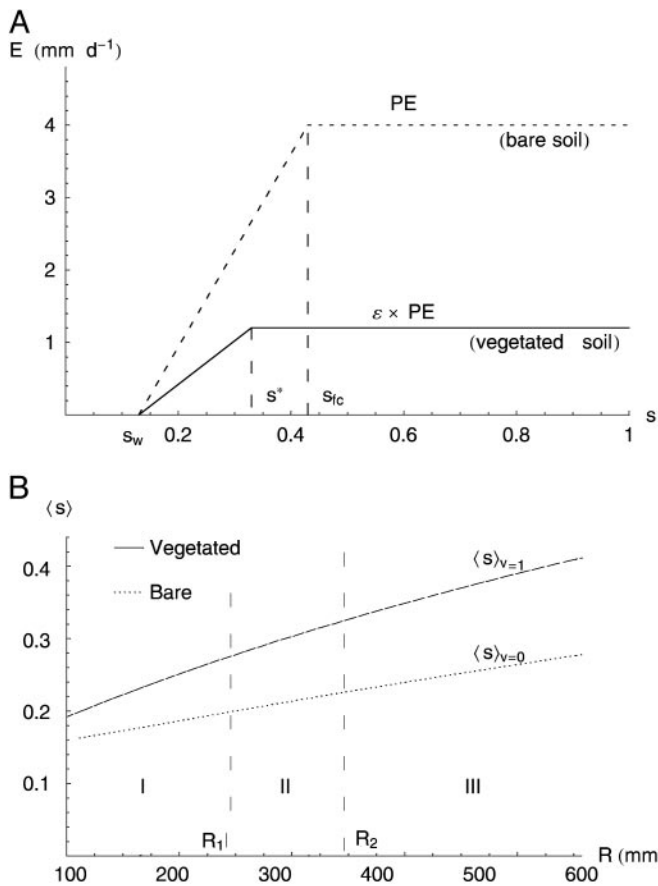 A
E (mm d⁻¹)
PE
4
(bare soil)
3
2
ε × PE
1
(vegetated soil)
s* s_fc
s_w 0.2 0.4 0.6 0.8 1 s
B
⟨s⟩
Vegetated
0.4
⟨s⟩v=1
Bare
0.3
⟨s⟩v=0
0.2
0.1 I II III
R₁ R₂ R (mm
100 200 300 400 500 600